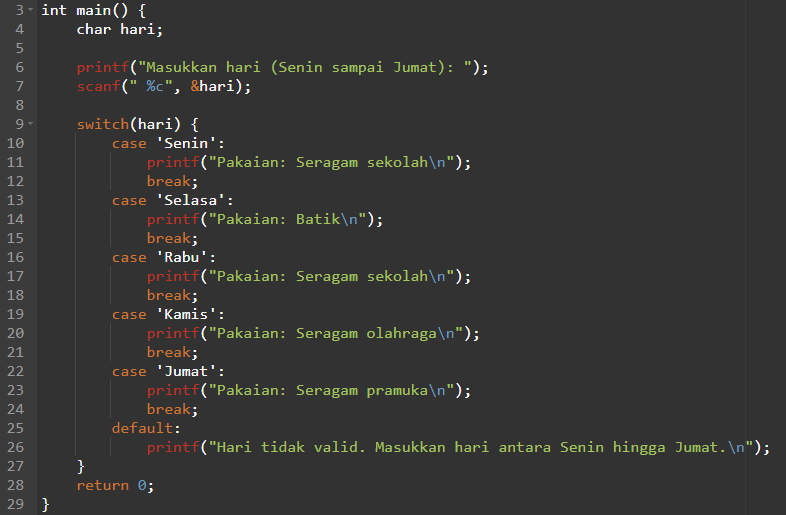 3 int main() {
4     char hari;
5
6     printf("Masukkan hari (Senin sampai Jumat): ");
7     scanf(" %c", &hari);
8
9     switch(hari) {
10         case 'Senin':
11             printf("Pakaian: Seragam sekolah\n");
12             break;
13         case 'Selasa':
14             printf("Pakaian: Batik\n");
15             break;
16         case 'Rabu':
17             printf("Pakaian: Seragam sekolah\n");
18             break;
19         case 'Kamis':
20             printf("Pakaian: Seragam olahraga\n");
21             break;
22         case 'Jumat':
23             printf("Pakaian: Seragam pramuka\n");
24             break;
25         default:
26             printf("Hari tidak valid. Masukkan hari antara Senin hingga Jumat.\n");
27     }
28     return 0;
29 }